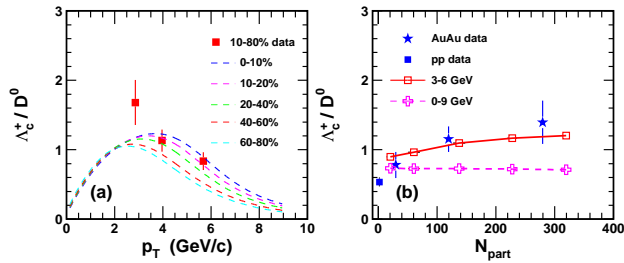 Λc+ / D0
3
2
1
0
0 2 4 6 8 10
pT (GeV/c)
(a)
10-80% data
0-10%
10-20%
20-40%
40-60%
60-80%
Λc+ / D0
3
2
1
0
0 100 200 300 400
Npart
(b)
AuAu data
pp data
3-6 GeV
0-9 GeV